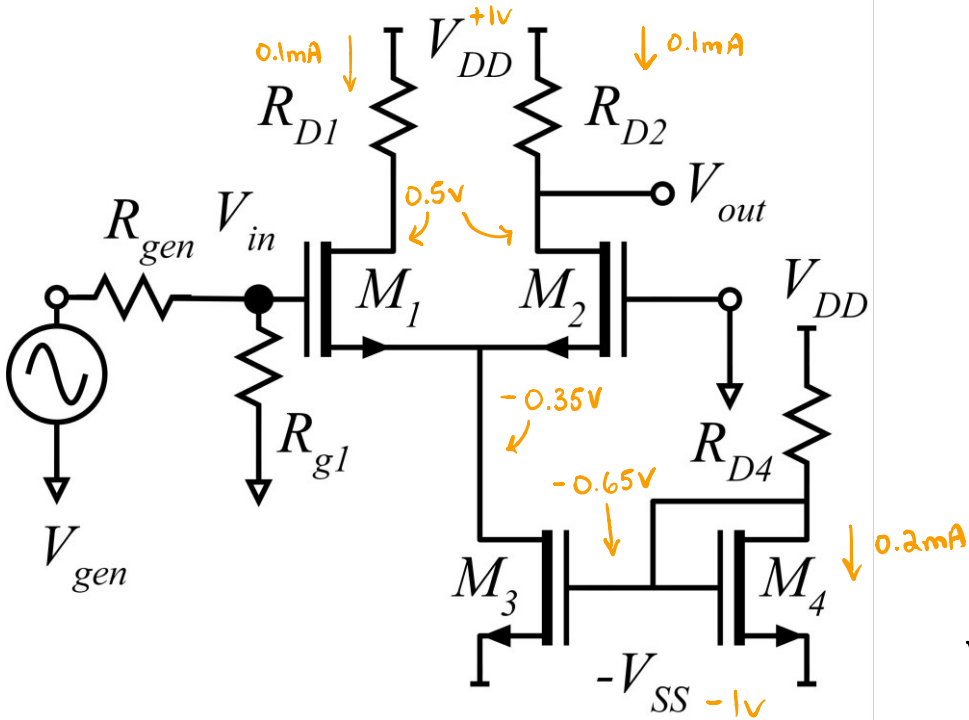 +1V
0.1mA
V_DD
0.1mA
R_D1
R_D2
0.5V
V_out
V_in
R_gen
M_1
M_2
V_DD
-0.35V
R_g1
R_D4
-0.65V
V_gen
0.2mA
M_3
M_4
-V_SS
-1V